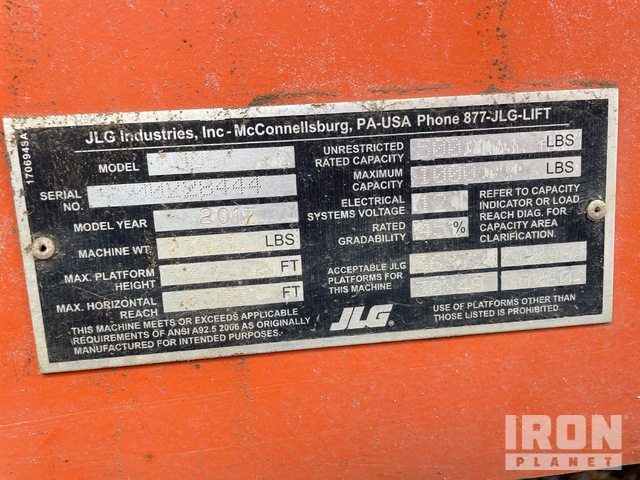 1706949A
JLG Industries, Inc - McConnellsburg, PA-USA Phone 877-JLG-LIFT
MODEL
SERIAL NO.
MODEL YEAR 2017
MACHINE WT. LBS
MAX. PLATFORM HEIGHT FT
MAX. HORIZONTAL REACH FT
THIS MACHINE MEETS OR EXCEEDS APPLICABLE
REQUIREMENTS OF ANSI A92.5 2006 AS ORIGINALLY
MANUFACTURED FOR INTENDED PURPOSES.
UNRESTRICTED RATED CAPACITY LBS
MAXIMUM CAPACITY LBS
ELECTRICAL SYSTEMS VOLTAGE 12
RATED GRADABILITY %
REFER TO CAPACITY
INDICATOR OR LOAD
REACH DIAG. FOR
CAPACITY AREA
CLARIFICATION.
ACCEPTABLE JLG
PLATFORMS FOR
THIS MACHINE
JLG®
USE OF PLATFORMS OTHER THAN
THOSE LISTED IS PROHIBITED.
IRON
PLANET